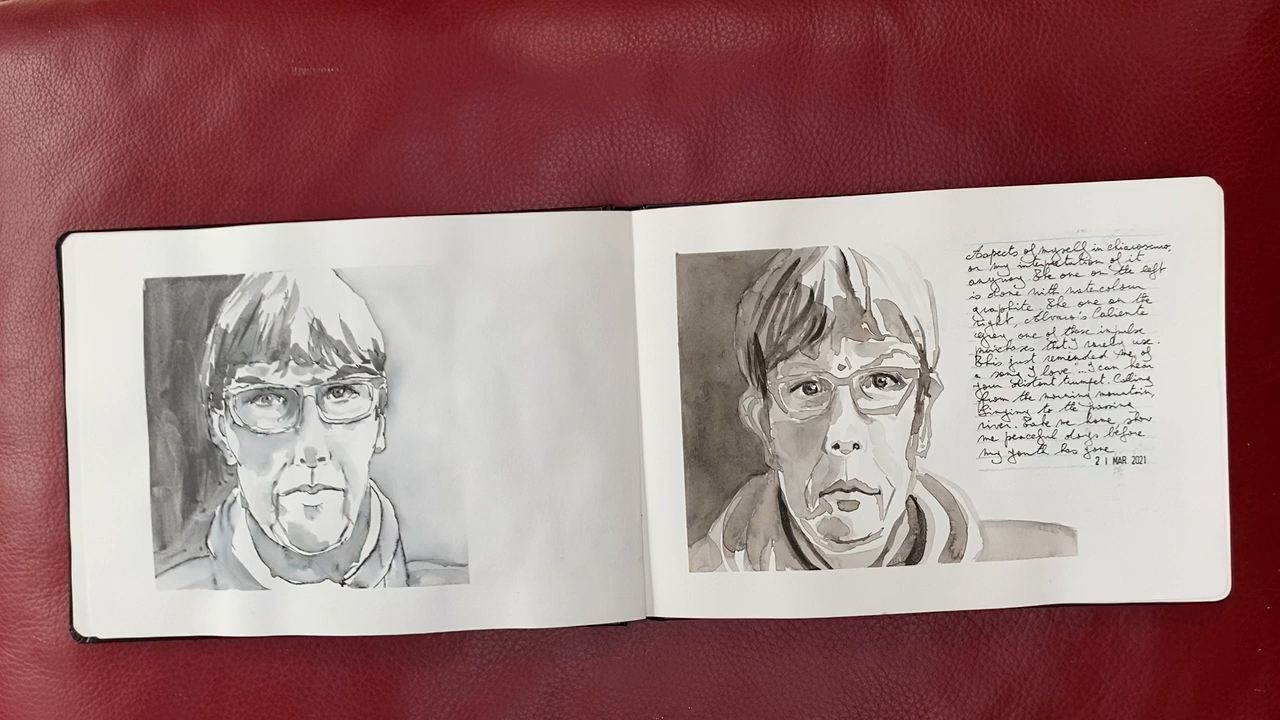 Aspects of myself in chiaroscuro,
or my interpretation of it
anyway. The one on the left
is done with watercolour
graphite. The one on the
right, Alvaro's Caliente
grey, one of those impulse
purchases that I rarely use.
This just reminded me of
a song I love ... I can hear
your distant trumpet. Calling
from the morning mountain,
Singing to the
river. Take me home, show
me peaceful days before
my youth has gone
21 MAR 2021